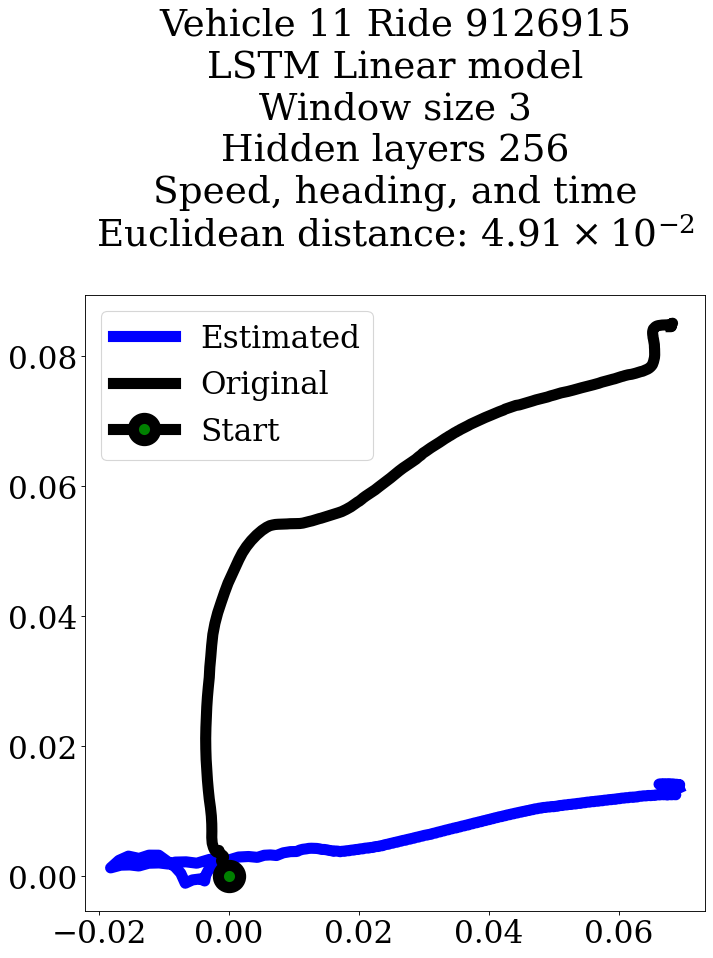 Vehicle 11 Ride 9126915
LSTM Linear model
Window size 3
Hidden layers 256
Speed, heading, and time
Euclidean distance: 4.91 × 10⁻²
Estimated
Original
Start
0.08
0.06
0.04
0.02
0.00
−0.02 0.00 0.02 0.04 0.06